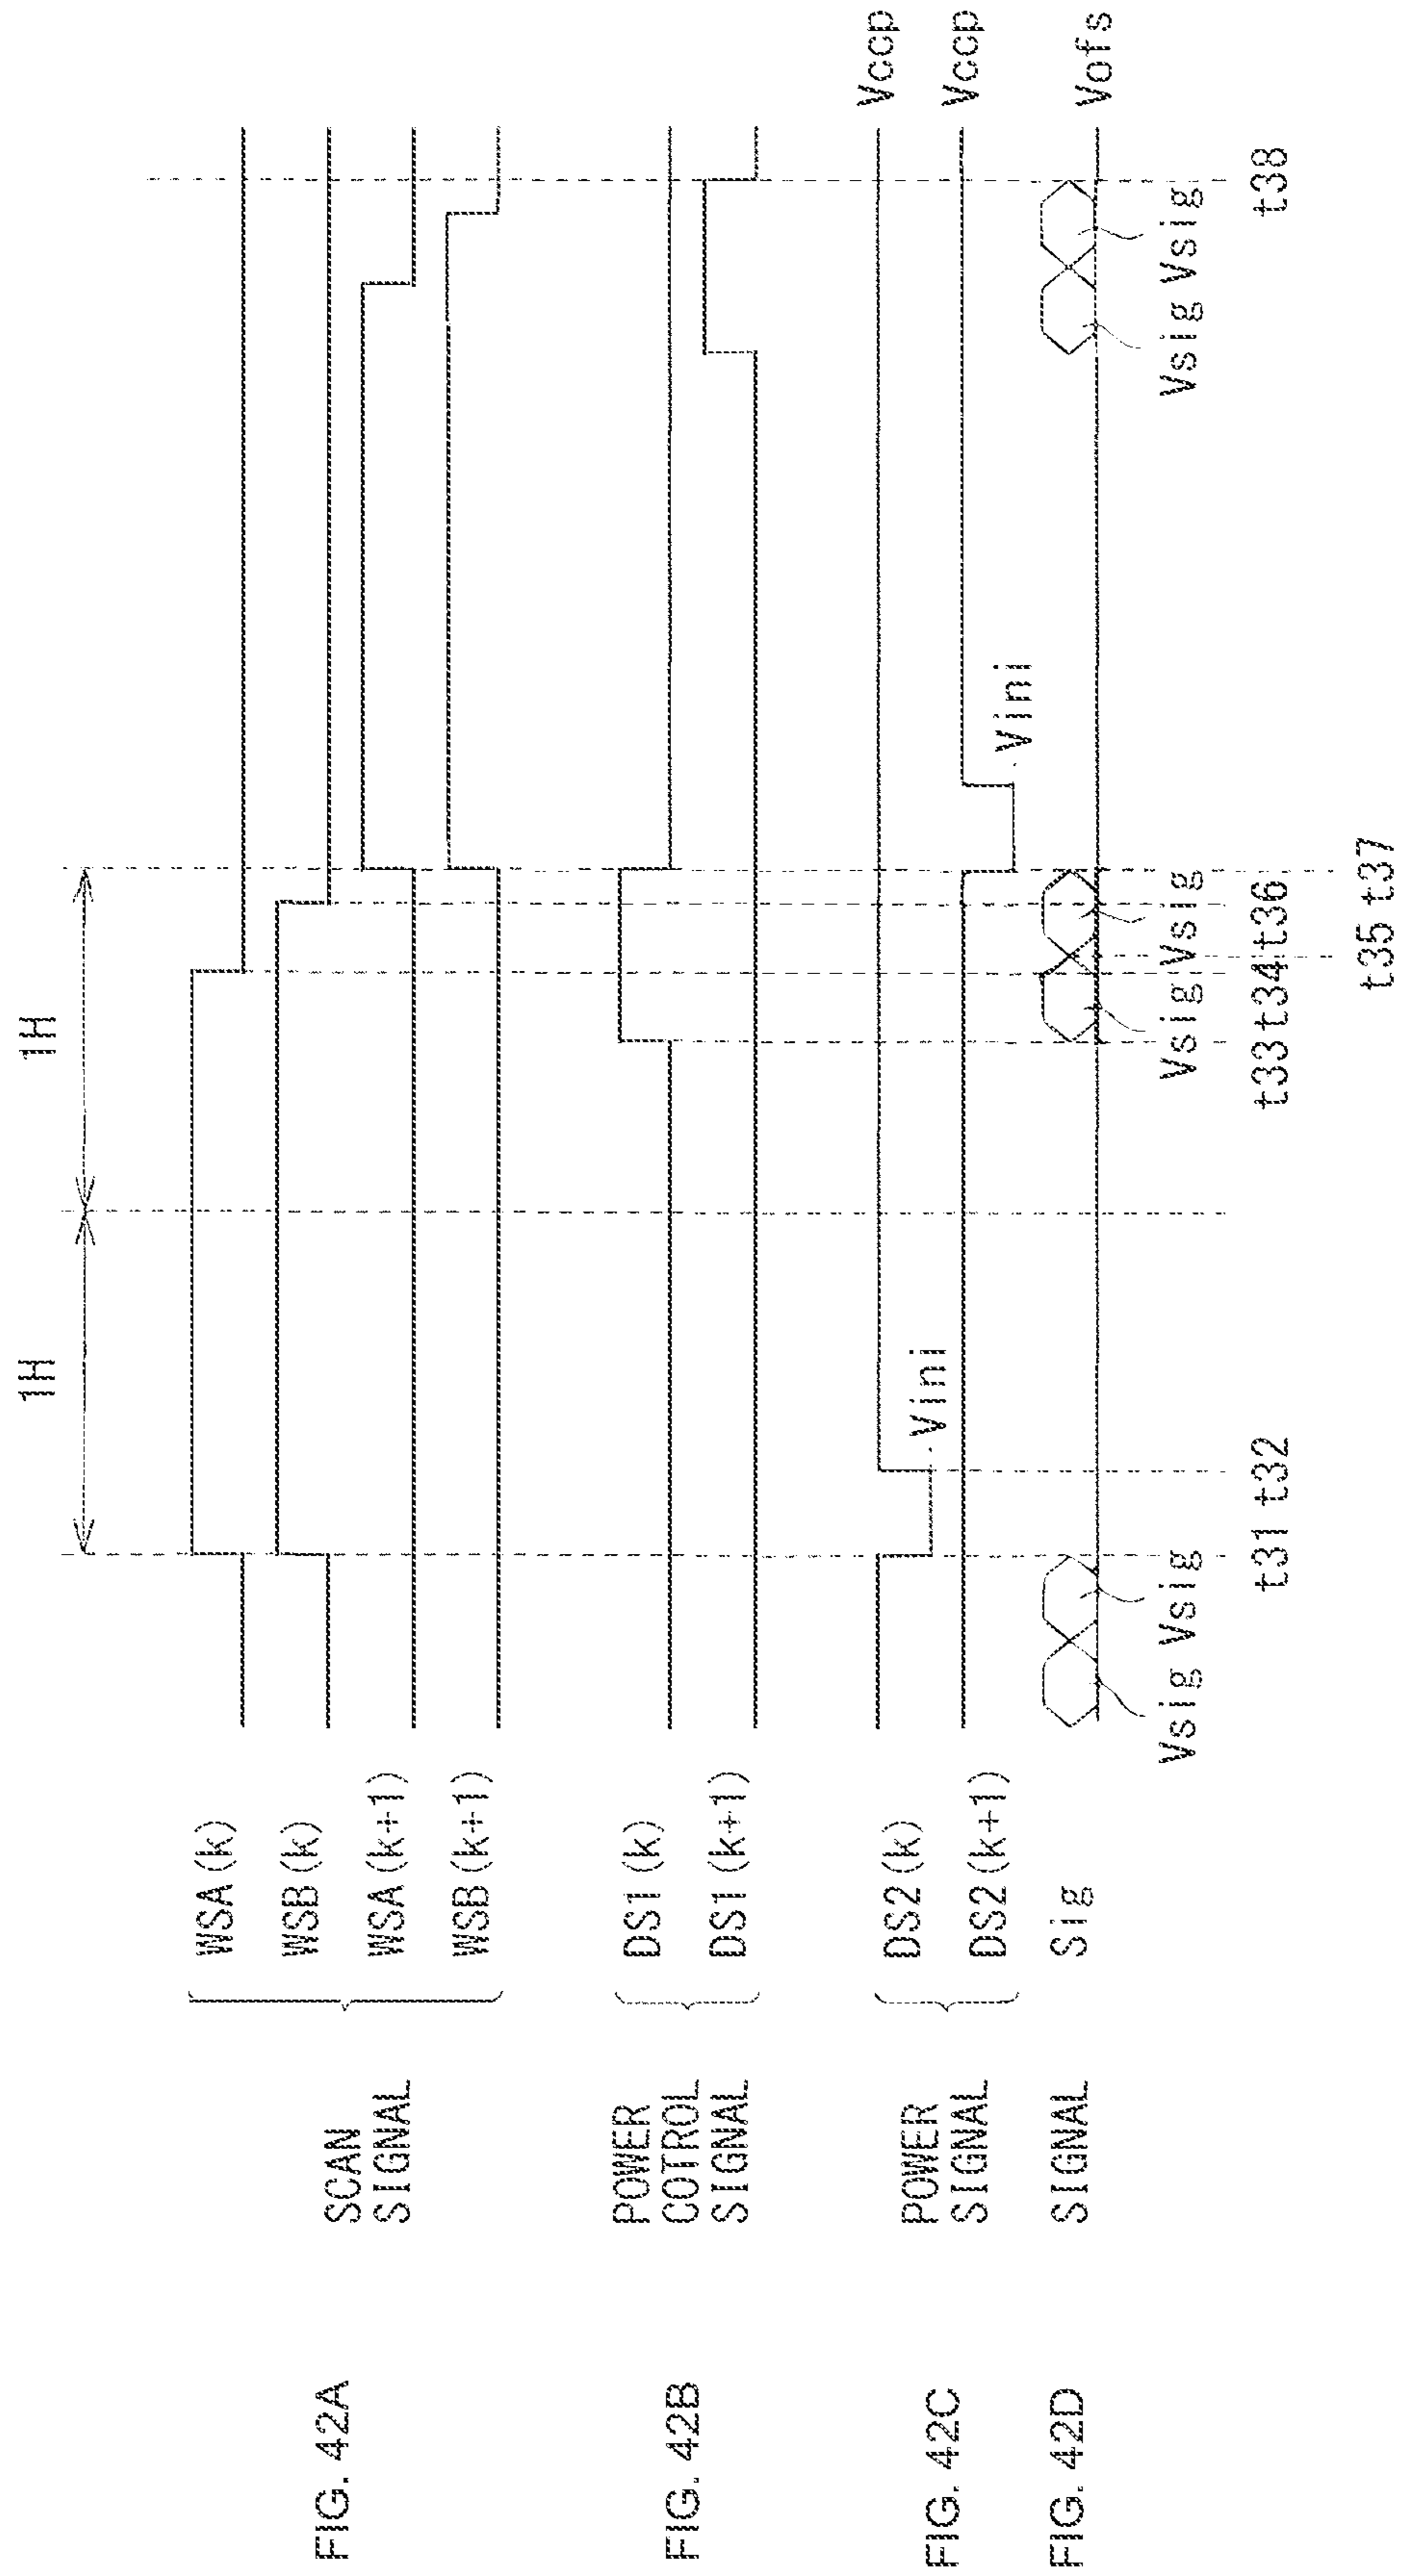 1H
1H
FIG. 42A
SCAN
SIGNAL
WSA(k)
WSB(k)
WSA(k+1)
WSB(k+1)
FIG. 42B
POWER
COTROL
SIGNAL
DS1(k)
DS1(k+1)
FIG. 42C
POWER
SIGNAL
DS2(k)
Vini
Vccp
DS2(k+1)
Vini
Vccp
FIG. 42D
SIGNAL
Sig
Vofs
Vsig Vsig
Vsig Vsig
Vsig Vsig
t31 t32
t33 t34 t36
t38
t35 t37